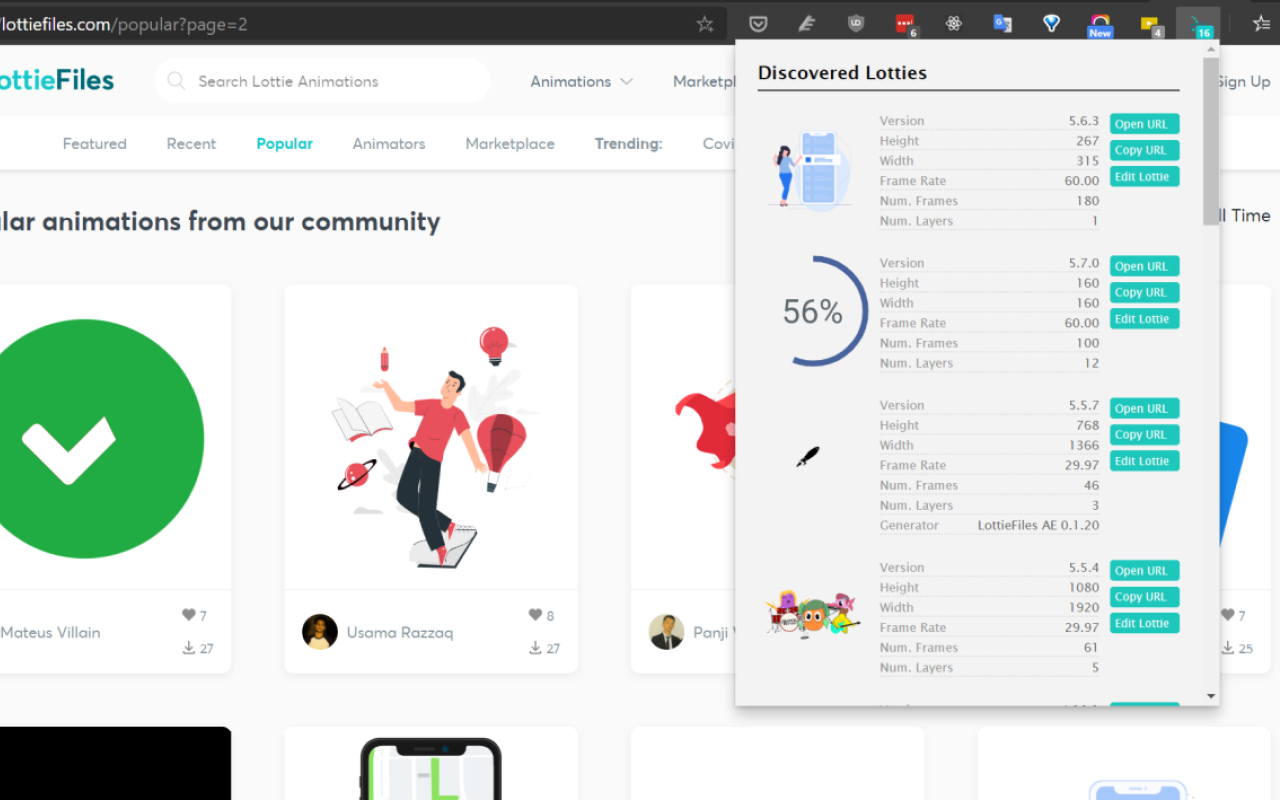 /lottiefiles.com/popular?page=2
6
New
4
16
ottieFiles
Search Lottie Animations
Animations
Marketpl
Sign Up
Featured
Recent
Popular
Animators
Marketplace
Trending:
Covi
lar animations from our community
ll Time
Discovered Lotties
Version 5.6.3
Height 267
Width 315
Frame Rate 60.00
Num. Frames 180
Num. Layers 1
Open URL
Copy URL
Edit Lottie
56%
Version 5.7.0
Height 160
Width 160
Frame Rate 60.00
Num. Frames 100
Num. Layers 12
Open URL
Copy URL
Edit Lottie
Version 5.5.7
Height 768
Width 1366
Frame Rate 29.97
Num. Frames 46
Num. Layers 3
Generator LottieFiles AE 0.1.20
Open URL
Copy URL
Edit Lottie
Version 5.5.4
Height 1080
Width 1920
Frame Rate 29.97
Num. Frames 61
Num. Layers 5
Open URL
Copy URL
Edit Lottie
Mateus Villain
7
27
Usama Razzaq
8
27
Panji
7
25